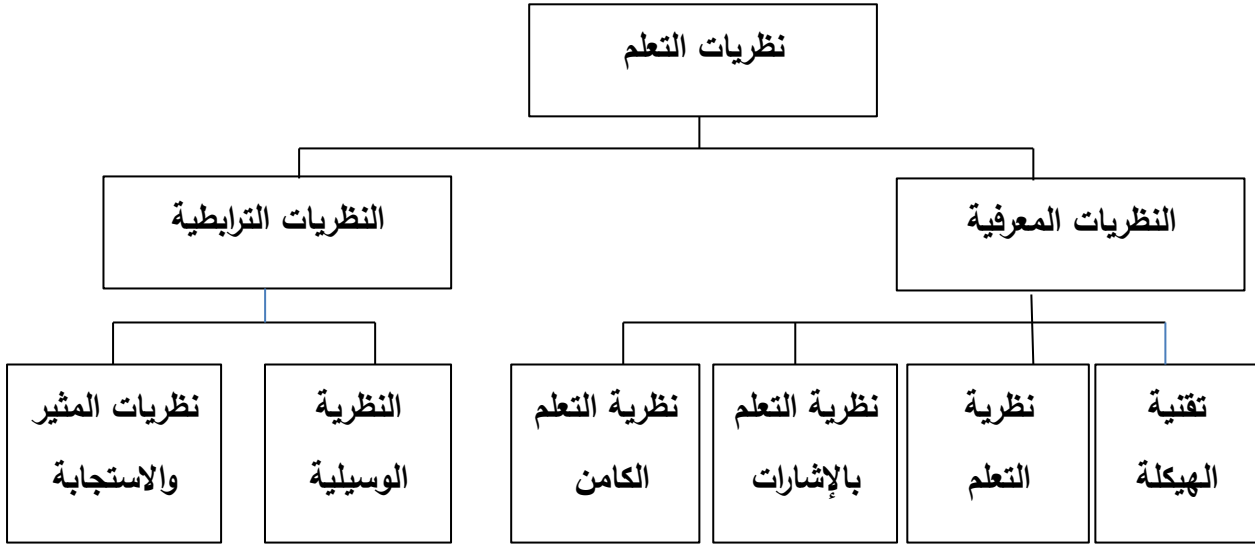 نظريات التعلم
النظريات المعرفية
النظريات الترابطية
تقنية
الهيكلة
نظرية
التعلم
نظرية التعلم
بالإشارات
نظرية التعلم
الكامن
النظرية
الوسيلية
نظريات المثير
والاستجابة